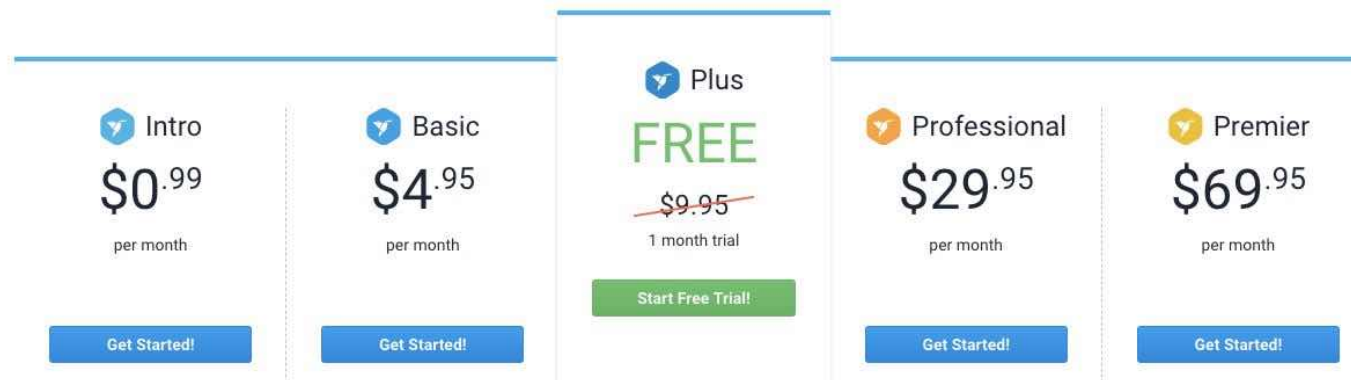 Intro
$0.99
per month
Get Started!
Basic
$4.95
per month
Get Started!
Plus
FREE
$9.95
1 month trial
Start Free Trial!
Professional
$29.95
per month
Get Started!
Premier
$69.95
per month
Get Started!